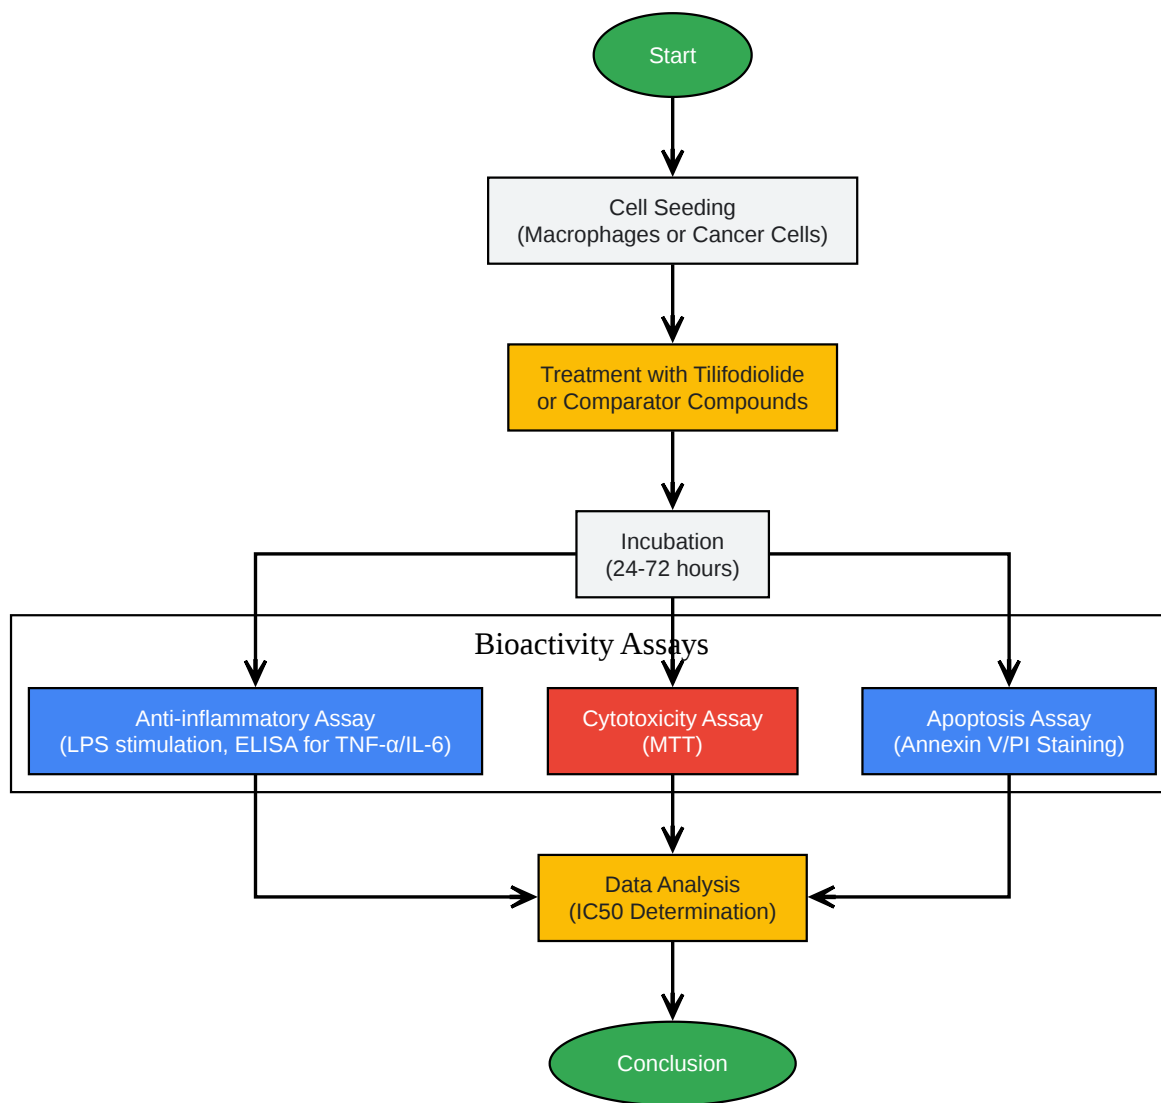 Start
Cell Seeding
(Macrophages or Cancer Cells)
Treatment with Tilifodiolide
or Comparator Compounds
Incubation
(24-72 hours)
Bioactivity Assays
Anti-inflammatory Assay
(LPS stimulation, ELISA for TNF-α/IL-6)
Cytotoxicity Assay
(MTT)
Apoptosis Assay
(Annexin V/PI Staining)
Data Analysis
(IC50 Determination)
Conclusion